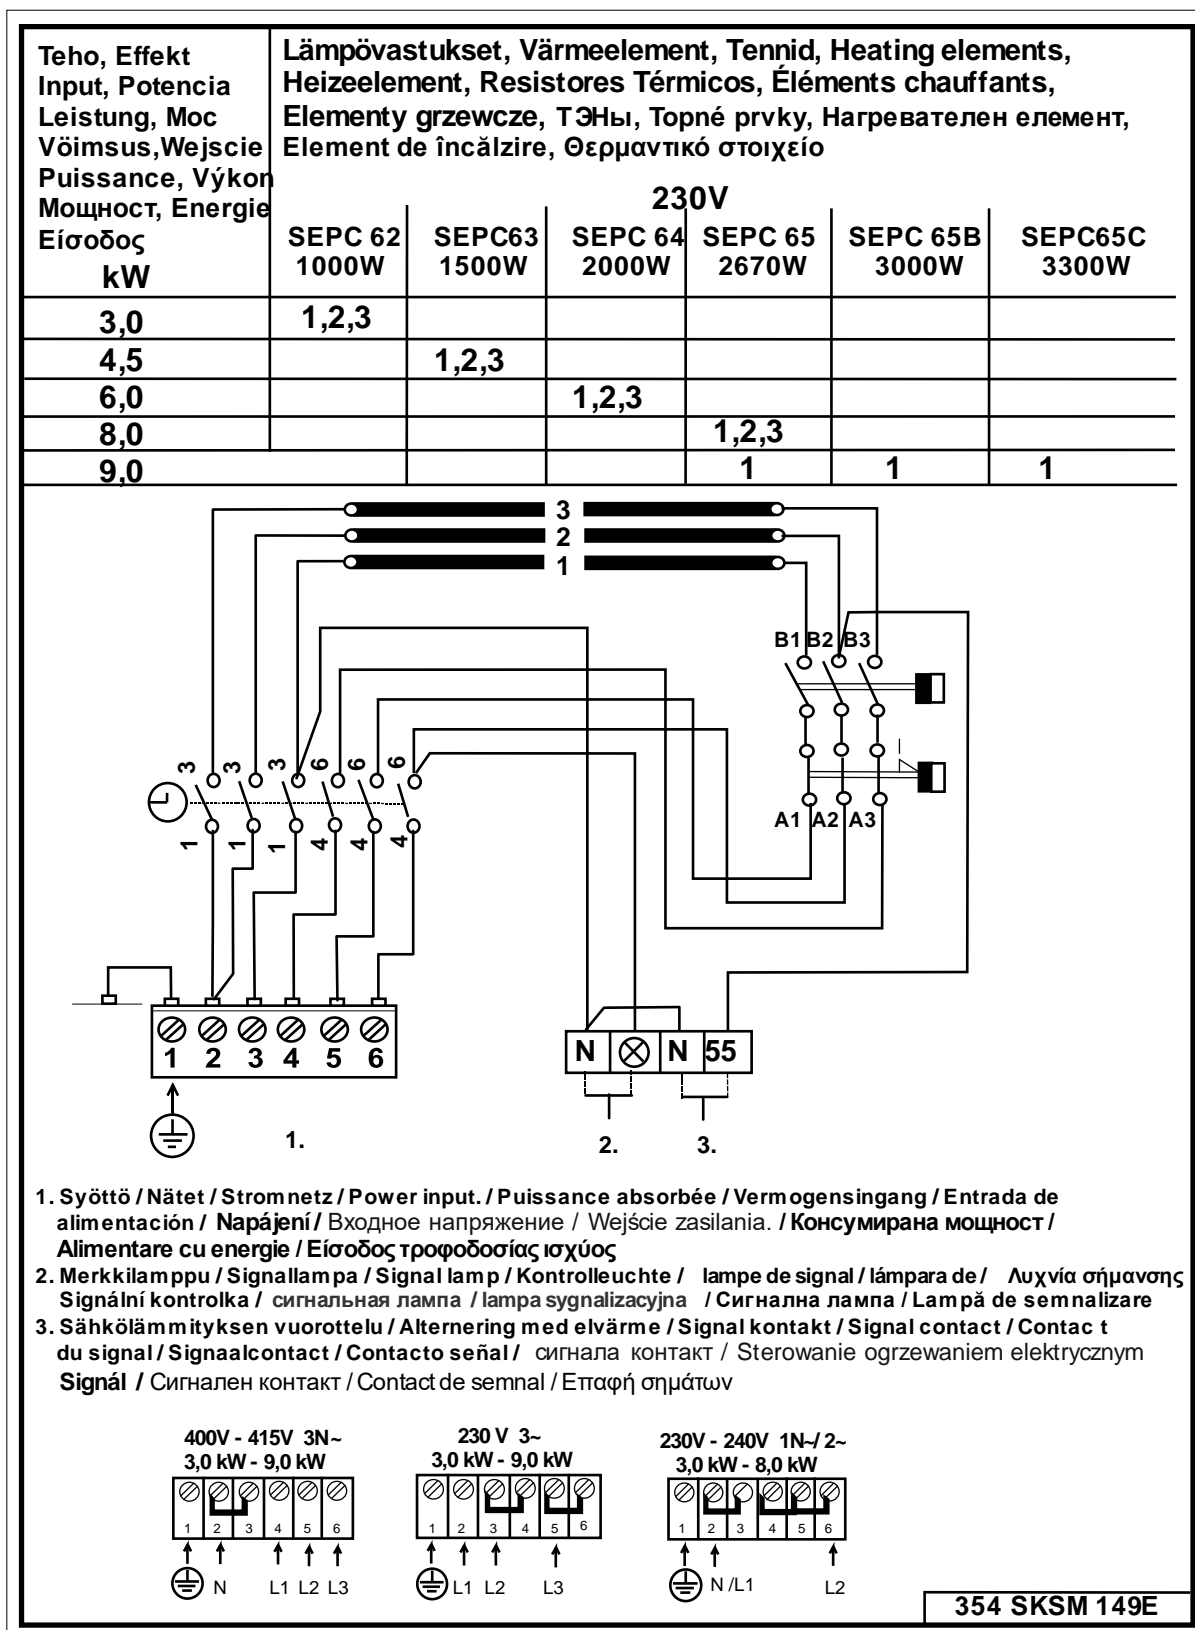 Teho, Effekt
Input, Potencia
Leistung, Moc
Vöimsus,Wejscie
Puissance, Výkon
Мощност, Energie
Είσοδος
kW
Lämpövastukset, Värmeelement, Tennid, Heating elements,
Heizeelement, Resistores Térmicos, Éléments chauffants,
Elementy grzewcze, ТЭНы, Topné prvky, Нагревателен елемент,
Element de încălzire, Θερμαντικό στοιχείο
230V
SEPC 62 SEPC63 SEPC 64 SEPC 65 SEPC 65B SEPC65C
1000W 1500W 2000W 2670W 3000W 3300W
3,0 1,2,3
4,5 1,2,3
6,0 1,2,3
8,0 1,2,3
9,0 1 1 1
3
2
1
B1 B2 B3
3 3 3 6 6 6
A1 A2 A3
1 1 1 4 4 4
1 2 3 4 5 6
N N 55
1. 2. 3.
1. Syöttö / Nätet / Stromnetz / Power input. / Puissance absorbée / Vermogensingang / Entrada de
alimentación / Napájení / Входное напряжение / Wejście zasilania. / Консумирана мощност /
Alimentare cu energie / Είσοδος τροφοδοσίας ισχύος
2. Merkkilamppu / Signallampa / Signal lamp / Kontrolleuchte / lampe de signal / lámpara de / Λυχνία σήμανσης
Signální kontrolka / сигнальная лампа / lampa sygnalizacyjna / Сигнална лампа / Lampă de semnalizare
3. Sähkölämmityksen vuorottelu / Alternering med elvärme / Signal kontakt / Signal contact / Contac t
du signal / Signaalcontact / Contacto señal / сигнала контакт / Sterowanie ogrzewaniem elektrycznym
Signál / Сигнален контакт / Contact de semnal / Επαφή σημάτων
400V - 415V 3N~
3,0 kW - 9,0 kW
1 2 3 4 5 6
N L1 L2 L3
230 V 3~
3,0 kW - 9,0 kW
1 2 3 4 5 6
L1 L2 L3
230V - 240V 1N~/ 2~
3,0 kW - 8,0 kW
1 2 3 4 5 6
N /L1 L2
354 SKSM 149E